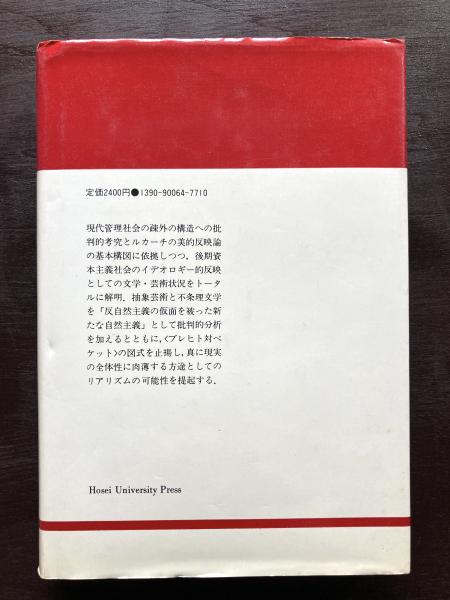 定価2400円●1390-90064-7710
現代管理社会の疎外の構造への批
判的考究とルカーチの美的反映論
の基本構図に依拠しつつ，後期資
本主義社会のイデオロギー的反映
としての文学・芸術状況をトータ
ルに解明．抽象芸術と不条理文学
を「反自然主義の仮面を被った新
たな自然主義」として批判的分析
を加えるとともに，〈ブレヒト対ベ
ケット〉の図式を止揚し，真に現実
の全体性に肉薄する方途としての
リアリズムの可能性を提起する．
Hosei University Press